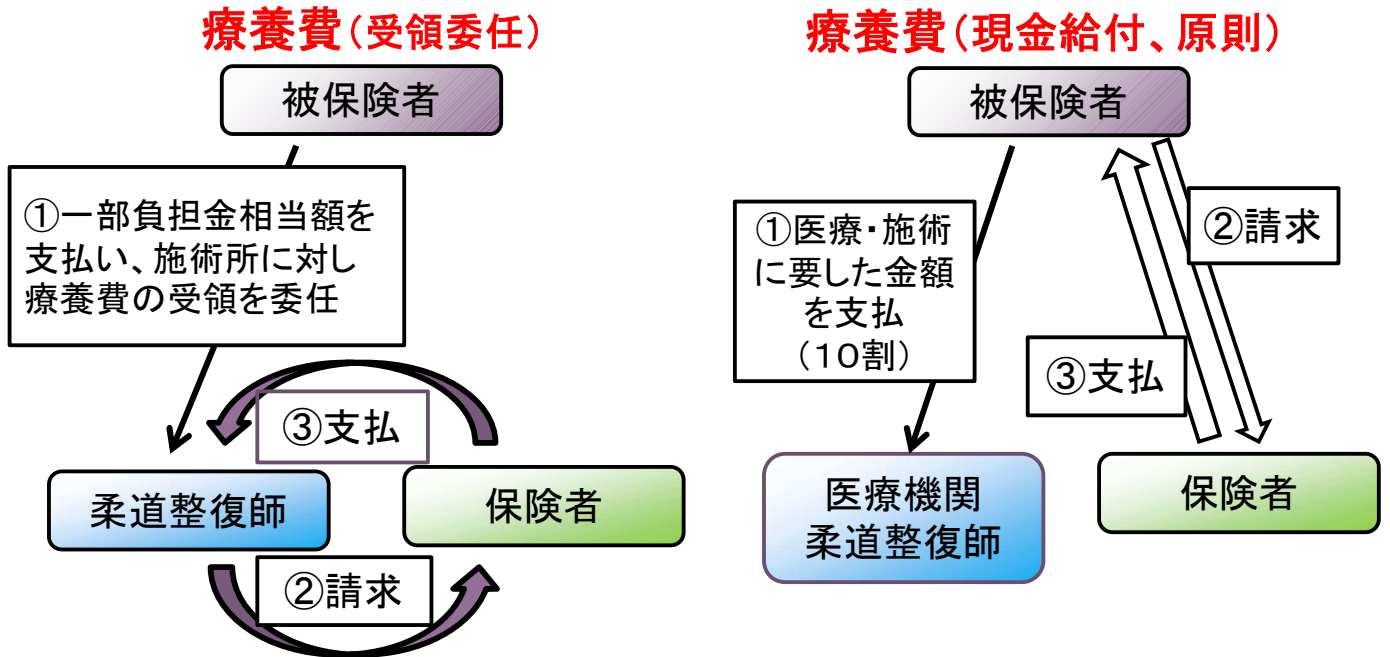 療養費(受領委任)
被保険者
①一部負担金相当額を
支払い、施術所に対し
療養費の受領を委任
③支払
柔道整復師
保険者
②請求
療養費(現金給付、原則)
被保険者
②請求
①医療・施術
に要した金額
を支払
(10割)
③支払
医療機関
柔道整復師
保険者